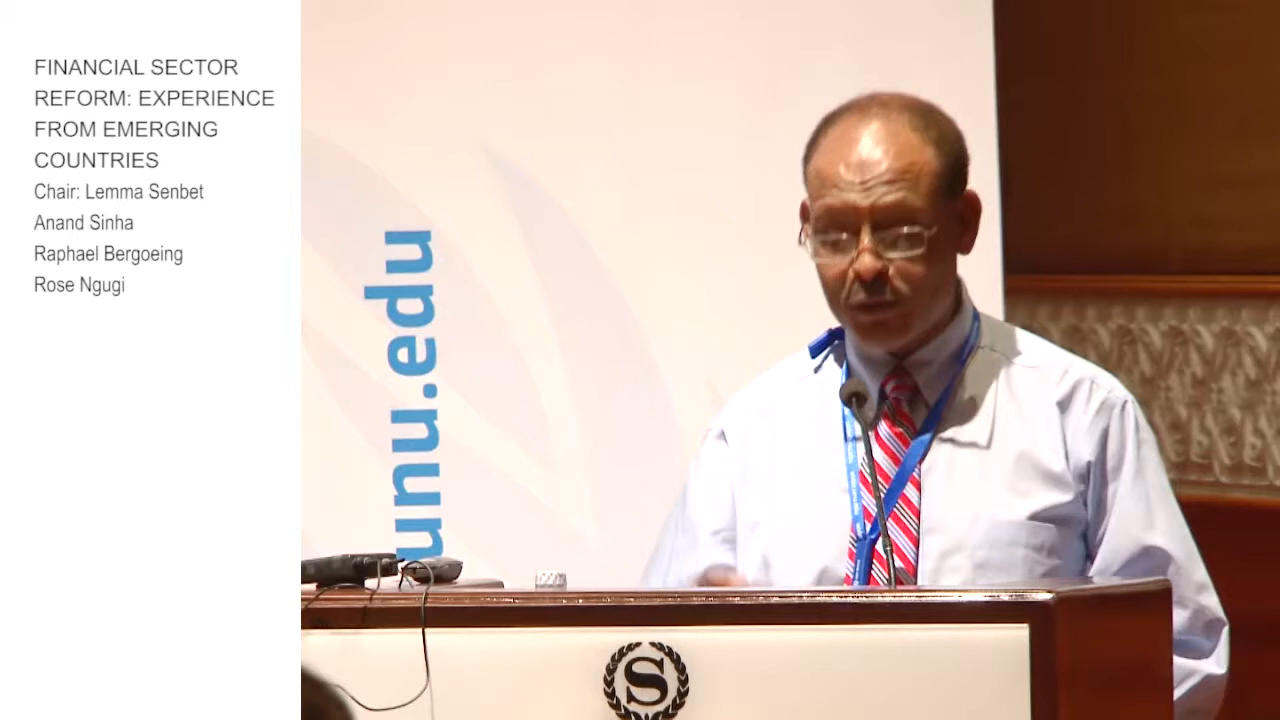 FINANCIAL SECTOR
REFORM: EXPERIENCE
FROM EMERGING
COUNTRIES
Chair: Lemma Senbet
Anand Sinha
Raphael Bergoeing
Rose Ngugi
unu.edu
S